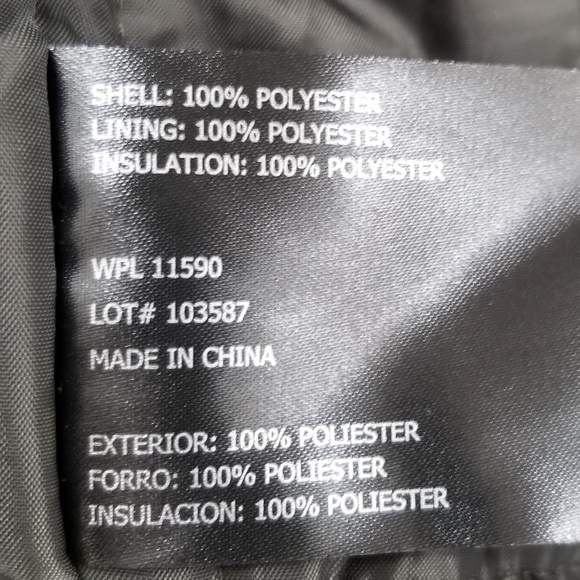 SHELL: 100% POLYESTER
LINING: 100% POLYESTER
INSULATION: 100% POLYESTER
WPL 11590
LOT# 103587
MADE IN CHINA
EXTERIOR: 100% POLIESTER
FORRO: 100% POLIESTER
INSULACION: 100% POLIESTER